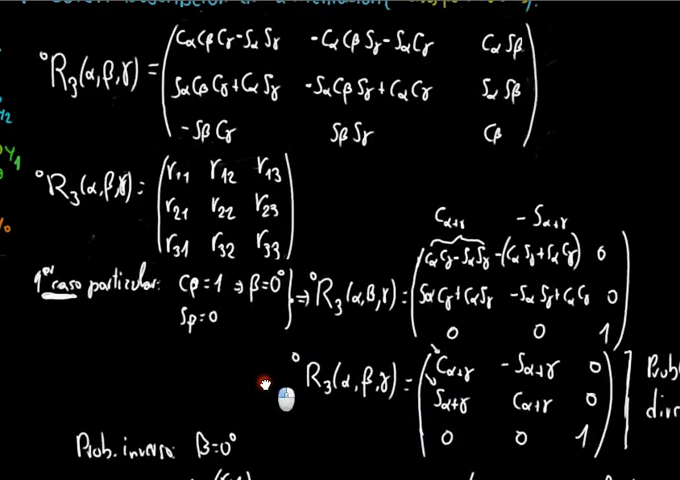 ⁰R₃(α,β,γ) = ( CαCβCγ-SαSγ   -CαCβSγ-SαCγ   CαSβ
SαCβCγ+CαSγ   -SαCβSγ+CαCγ   SαSβ
-SβCγ   SβSγ   Cβ )
⁰R₃(α,β,γ) = ( r₁₁ r₁₂ r₁₃
r₂₁ r₂₂ r₂₃
r₃₁ r₃₂ r₃₃ )
Cα+γ   -Sα+γ
1er caso particular: Cβ=1 ⇒ β=0° } ⇒ ⁰R₃(α,β,γ) = ( CαCγ-SαSγ   -(CαSγ+SαCγ)   0
Sβ=0
SαCγ+CαSγ   -SαSγ+CαCγ   0
0   0   1 )
⁰R₃(α,β,γ) = ( Cα+γ   -Sα+γ   0
Sα+γ   Cα+γ   0
0   0   1 ) ] Prob
dire
Prob. inverso: β=0°